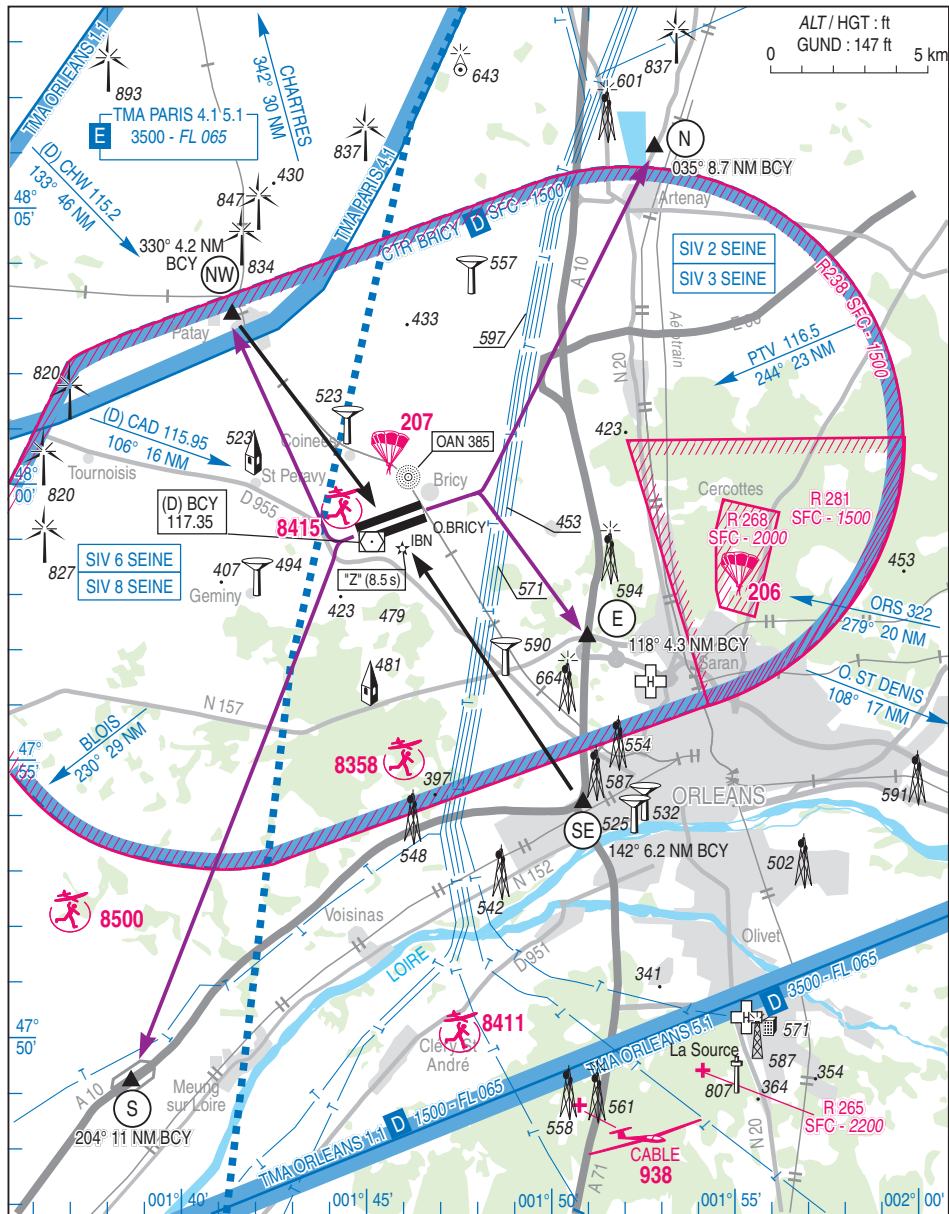 ALT / HGT : ft
GUND : 147 ft
0 5 km
TMA ORLEANS 1.1
893
CHARTRES
342° 30 NM
643
601
837
TMA PARIS 4.1 5.1
E
3500 - FL 065
837
N
035° 8.7 NM BCY
(D) CHW 115.2
133° 46 NM
847
430
TMA PARIS 4.1
Artenay
48°
05'
330° 4.2 NM
BCY
834
NW
CTR BRICY D SFC - 1500
557
A 10
SIV 2 SEINE
SIV 3 SEINE
R238 SFC - 1500
Patay
433
597
N 20
Aérotrain
PTV 116.5
244° 23 NM
820
523
207
(D) CAD 115.95
106° 16 NM
523
Coinces
OAN 385
423
Tournoisis
St Péravy
Bricy
Cercottes
48°
00'
820
(D) BCY
117.35
D 955
8415
O.BRICY
R 281
SFC - 1500
R 268
SFC - 2000
IBN
453
827
SIV 6 SEINE
SIV 8 SEINE
407
494
"Z" (8.5 s)
571
594
206
453
Geminy
423
479
E
ORS 322
279° 20 NM
590
118° 4.3 NM BCY
481
664
H
Saran
N 157
O. ST DENIS
108° 17 NM
BLOIS
230° 29 NM
47°
55'
8358
397
554
587
ORLEANS
591
548
525
532
SE
142° 6.2 NM BCY
502
N 152
542
8500
Voisinas
Olivet
LOIRE
D951
341
D 3500 - FL 065
47°
50'
8411
Cléry St
André
H
571
TMA ORLEANS 5.1
La Source
587
A 10
Meung
sur Loire
354
807
364
S
204° 11 NM BCY
558
561
R 265
SFC - 2200
TMA ORLEANS 1.1 D 1500 - FL 065
CABLE
938
A 71
N 20
001° 40'
001° 45'
001° 50'
001° 55'
002° 00'